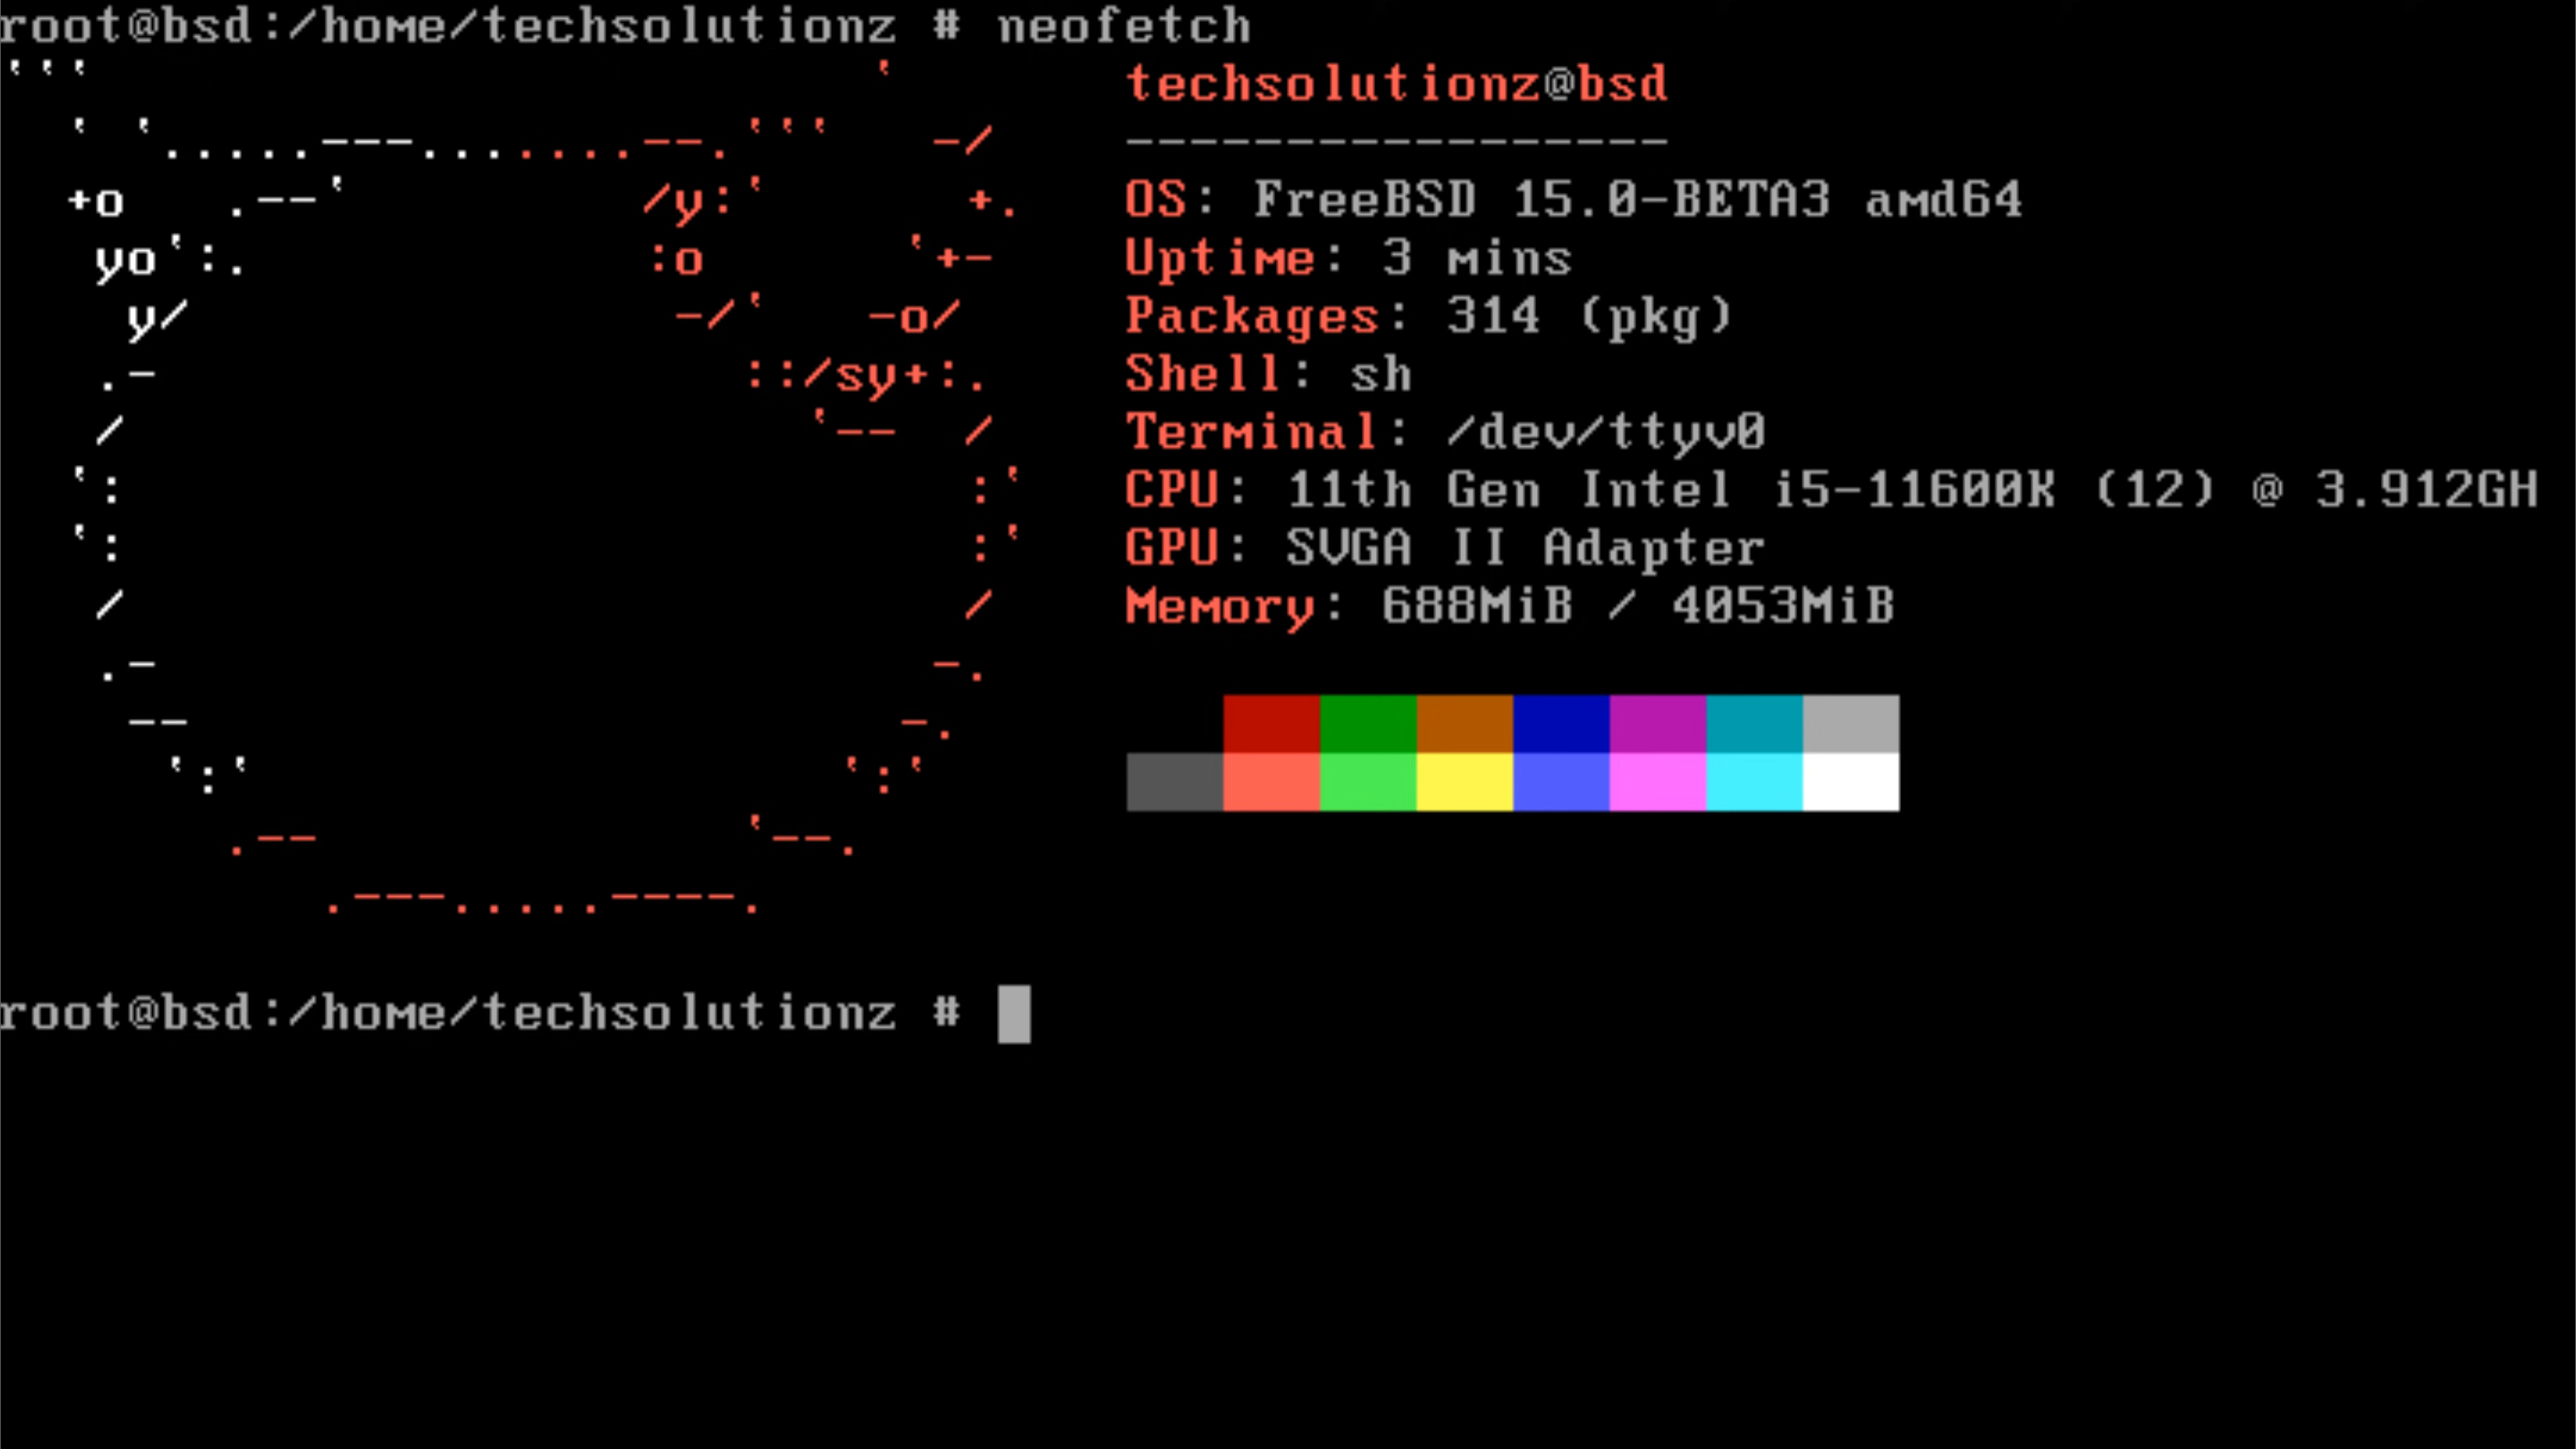 root@bsd:/home/techsolutionz # neofetch
```                        `       techsolutionz@bsd
  ` `.....---.......--.```   -/    -----------------
  +o   .--`         /y:`      +.   OS: FreeBSD 15.0-BETA3 amd64
   yo`:.            :o      `+-    Uptime: 3 mins
    y/               -/`   -o/     Packages: 314 (pkg)
   .-                  ::/sy+:.    Shell: sh
   /                     `--  /    Terminal: /dev/ttyv0
  `:                          :`   CPU: 11th Gen Intel i5-11600K (12) @ 3.912GH
  `:                          :`   GPU: SVGA II Adapter
   /                          /    Memory: 688MiB / 4053MiB
   .-                        -.
    --                      -.
     `:`                  `:`
       .--             `--.
          .---.....----.
root@bsd:/home/techsolutionz #